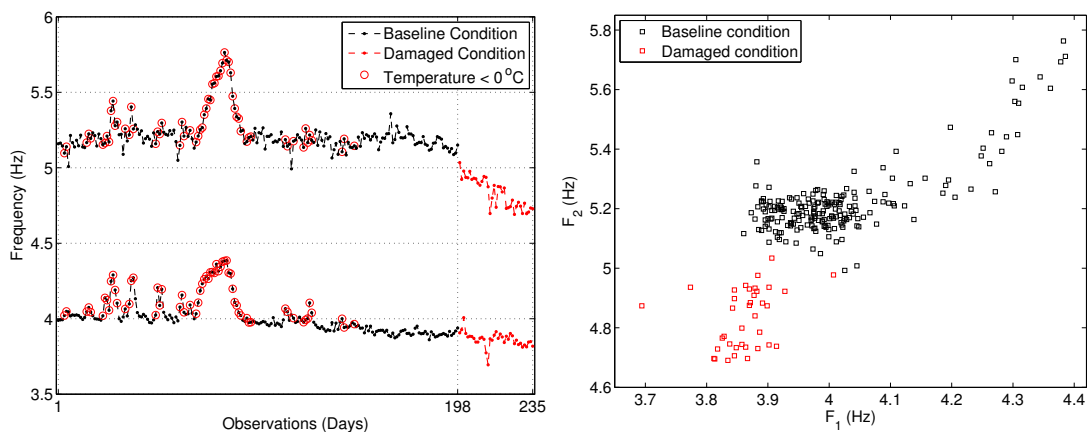 6
5.5
5
4.5
4
3.5
Frequency (Hz)
1
198
235
Observations (Days)
Baseline Condition
Damaged Condition
Temperature < 0 °C
5.8
5.6
5.4
5.2
5
4.8
4.6
F2 (Hz)
3.7
3.8
3.9
4
4.1
4.2
4.3
4.4
F1 (Hz)
Baseline condition
Damaged condition